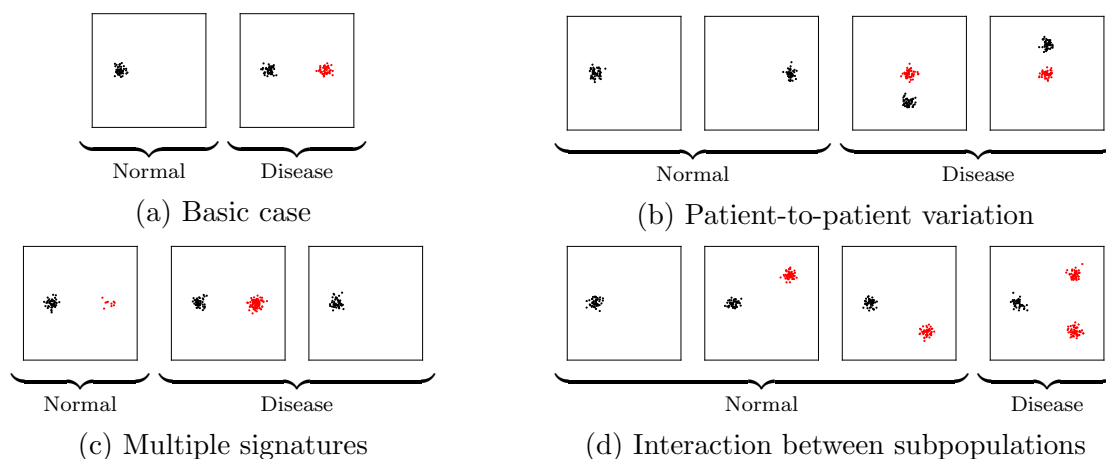 Normal
Disease
(a) Basic case
Normal
Disease
(b) Patient-to-patient variation
Normal
Disease
(c) Multiple signatures
Normal
Disease
(d) Interaction between subpopulations